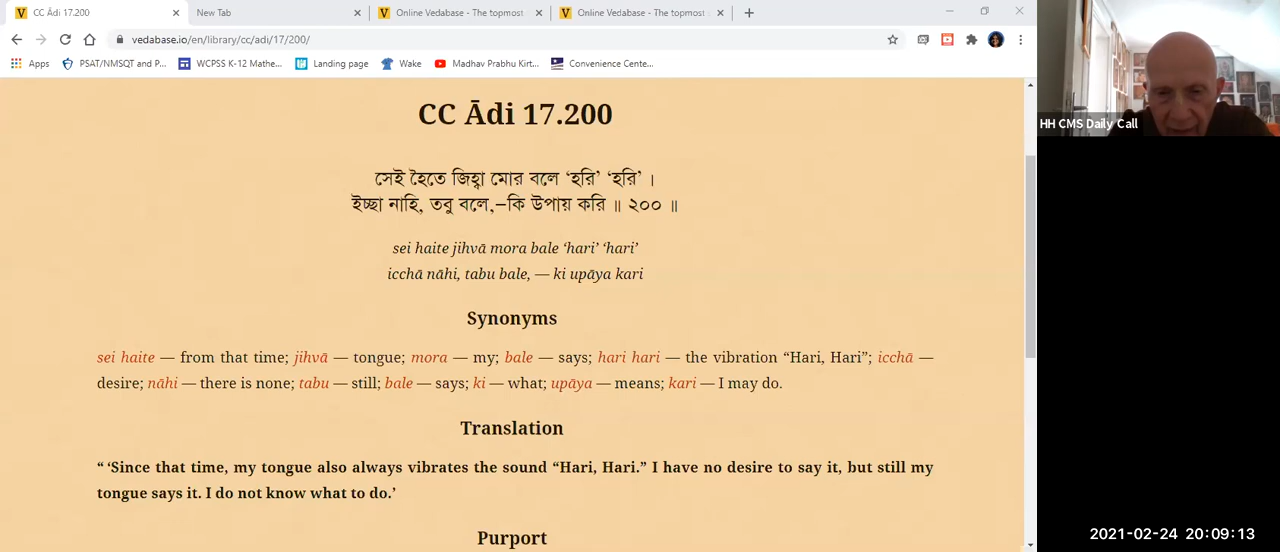 CC Ādi 17.200
New Tab
Online Vedabase - The topmost
Online Vedabase - The topmost
vedabase.io/en/library/cc/adi/17/200/
Apps PSAT/NMSQT and P... WCPSS K-12 Mathe... Landing page Wake Madhav Prabhu Kirt... Convenience Cente...
CC Ādi 17.200
সেই হৈতে জিহ্বা মোর বলে ‘হরি’ ‘হরি’ ।
ইচ্ছা নাহি, তবু বলে,–কি উপায় করি ॥ ২০০ ॥
sei haite jihvā mora bale ‘hari’ ‘hari’
icchā nāhi, tabu bale, — ki upāya kari
Synonyms
sei haite — from that time; jihvā — tongue; mora — my; bale — says; hari hari — the vibration “Hari, Hari”; icchā —
desire; nāhi — there is none; tabu — still; bale — says; ki — what; upāya — means; kari — I may do.
Translation
“ ‘Since that time, my tongue also always vibrates the sound “Hari, Hari.” I have no desire to say it, but still my
tongue says it. I do not know what to do.’
Purport
HH CMS Daily Call
2021-02-24 20:09:13